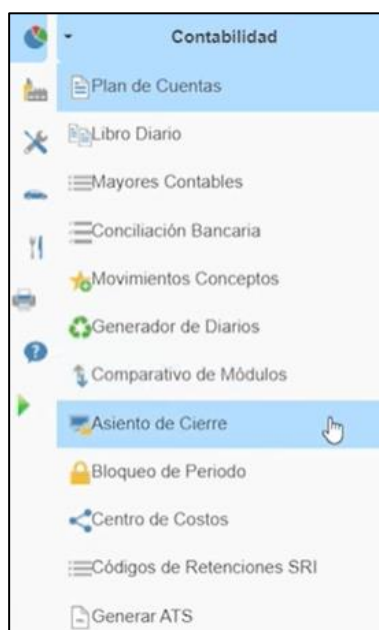 Contabilidad
Plan de Cuentas
Libro Diario
Mayores Contables
Conciliación Bancaria
Movimientos Conceptos
Generador de Diarios
Comparativo de Módulos
Asiento de Cierre
Bloqueo de Periodo
Centro de Costos
Códigos de Retenciones SRI
Generar ATS